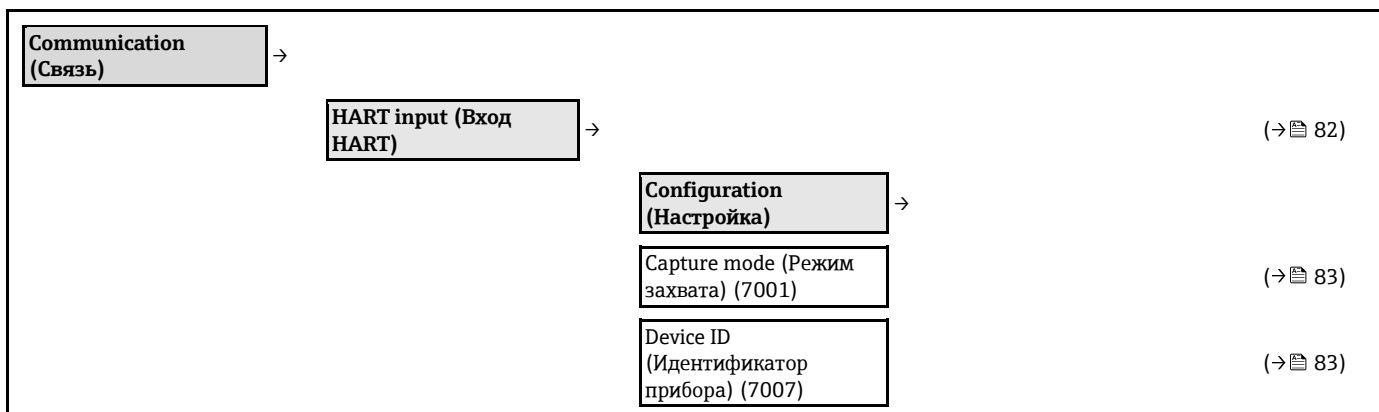 Communication
(Связь)
→
HART input (Вход
HART)
→
(→🖺 82)
Configuration
(Настройка)
→
Capture mode (Режим
захвата) (7001)
(→🖺 83)
Device ID
(Идентификатор
прибора) (7007)
(→🖺 83)